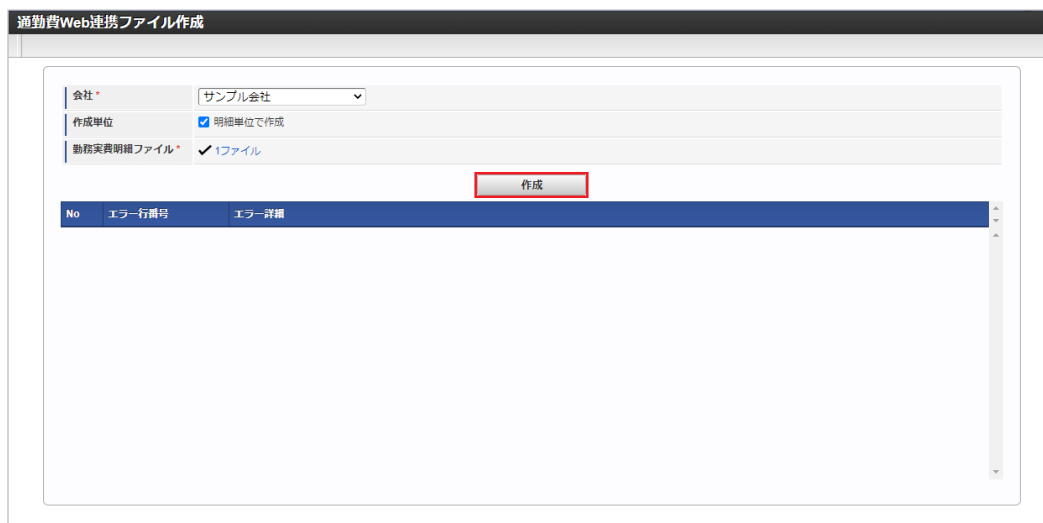 通勤費Web連携ファイル作成
会社* サンプル会社
作成単位 明細単位で作成
勤務実費明細ファイル* 1ファイル
作成
No エラー行番号 エラー詳細